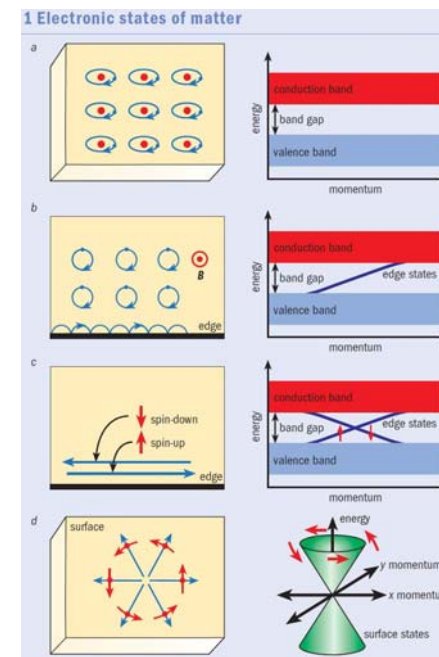 1 Electronic states of matter
a
energy
conduction band
band gap
valence band
momentum
b
B
edge
energy
conduction band
band gap
edge states
valence band
momentum
c
spin-down
spin-up
edge
energy
conduction band
band gap
edge states
valence band
momentum
d
surface
energy
y momentum
x momentu
surface states